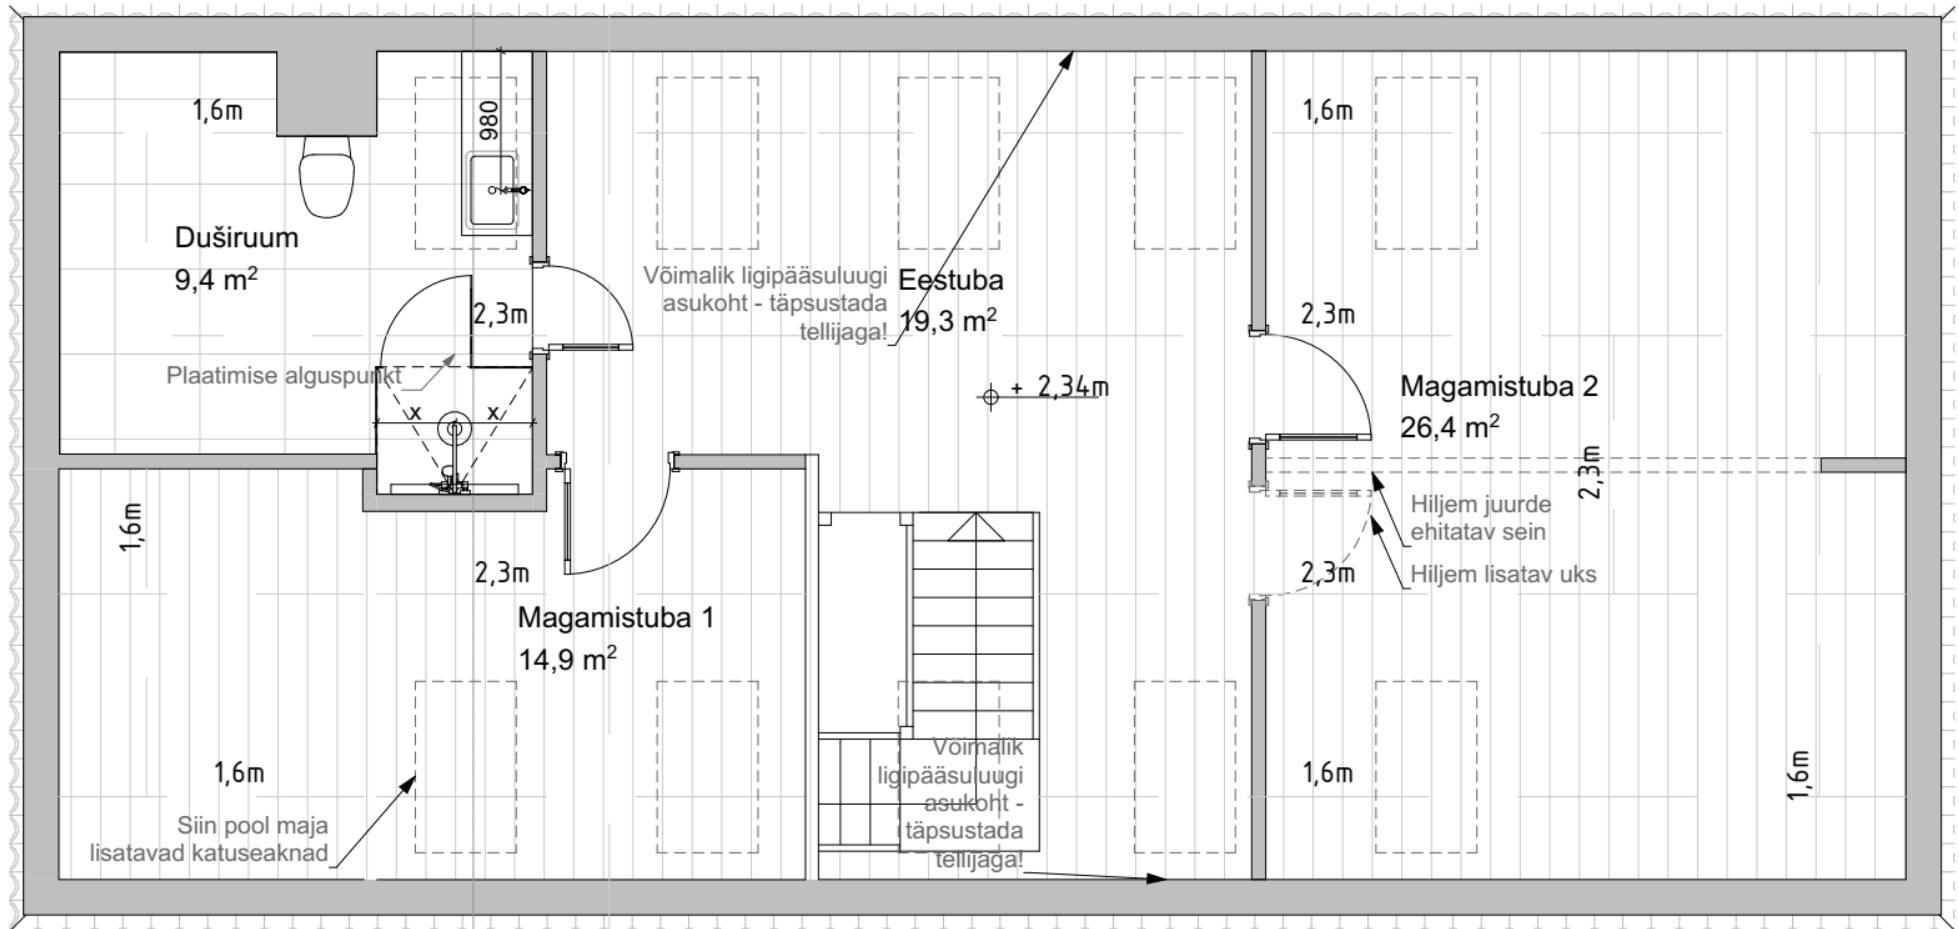 1,6m
980
1,6m
Duširuum
9,4 m²
2,3m
Plaatimise alguspunkt
x
x
Võimalik ligipääsuluugi
asukoht - täpsustada
tellijaga!
Eestuba
19,3 m²
+ 2,34m
2,3m
Magamistuba 2
26,4 m²
2,3m
Hiljem juurde
ehitatav sein
Hiljem lisatav uks
2,3m
1,6m
2,3m
Magamistuba 1
14,9 m²
1,6m
Siin pool maja
lisatavad katuseaknad
Võimalik
ligipääsuluugi
asukoht -
täpsustada
tellijaga!
1,6m
1,6m